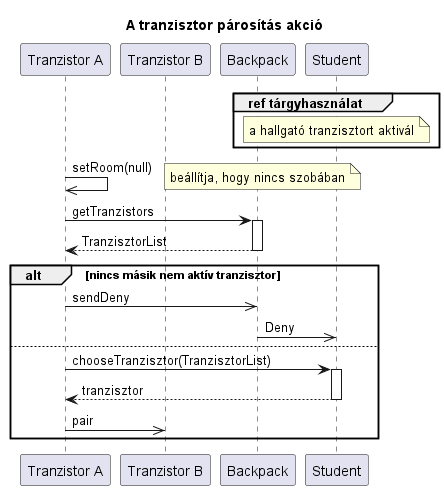 A tranzisztor párosítás akció
Tranzistor A Tranzistor B Backpack Student
ref tárgyhasználat
a hallgató tranzisztort aktivál
setRoom(null)
beállítja, hogy nincs szobában
getTranzistors
TranzisztorList
alt [nincs másik nem aktív tranzisztor]
sendDeny
Deny
chooseTranzisztor(TranzisztorList)
tranzisztor
pair
Tranzistor A Tranzistor B Backpack Student